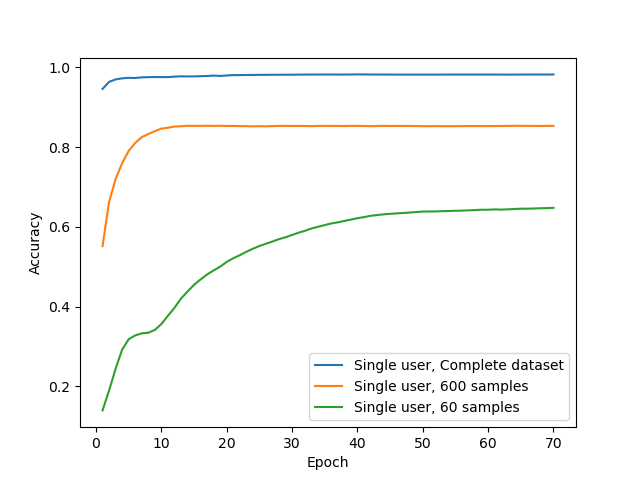 1.0
0.8
0.6
0.4
0.2
Accuracy
Single user, Complete dataset
Single user, 600 samples
Single user, 60 samples
0 10 20 30 40 50 60 70
Epoch